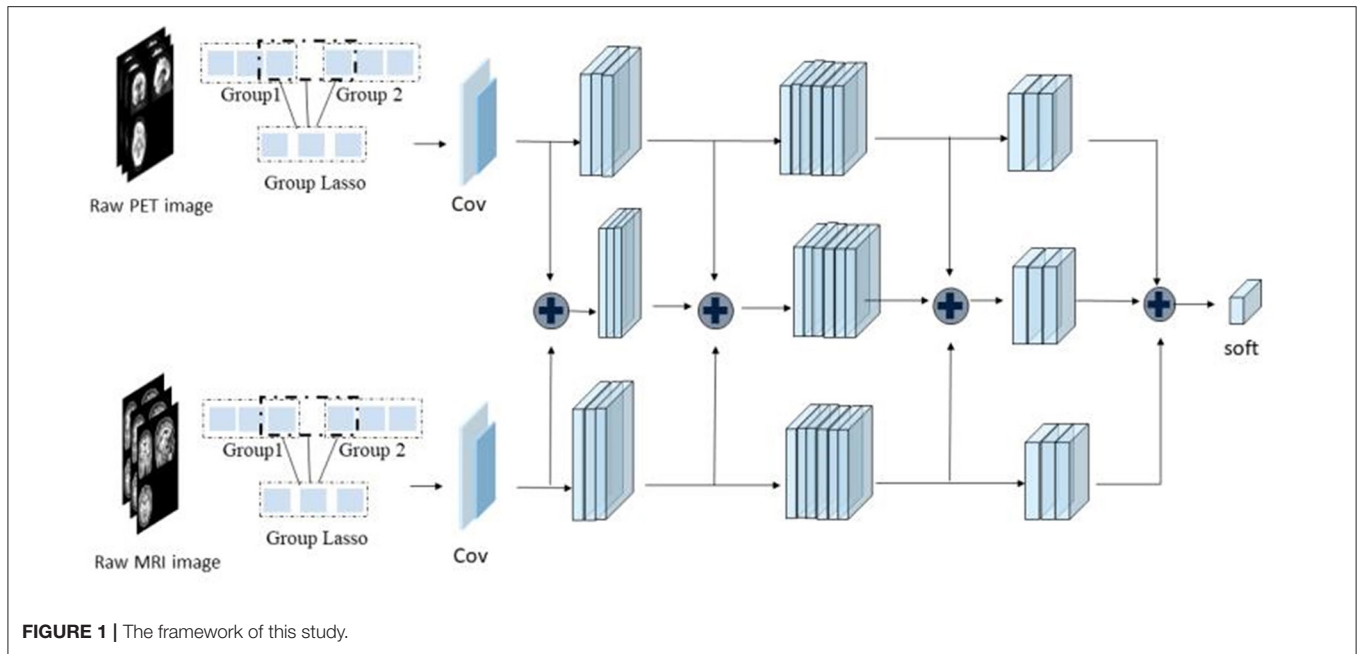 Group1
Group 2
Group Lasso
Raw PET image
Cov
soft
Group1
Group 2
Group Lasso
Raw MRI image
Cov
FIGURE 1 | The framework of this study.